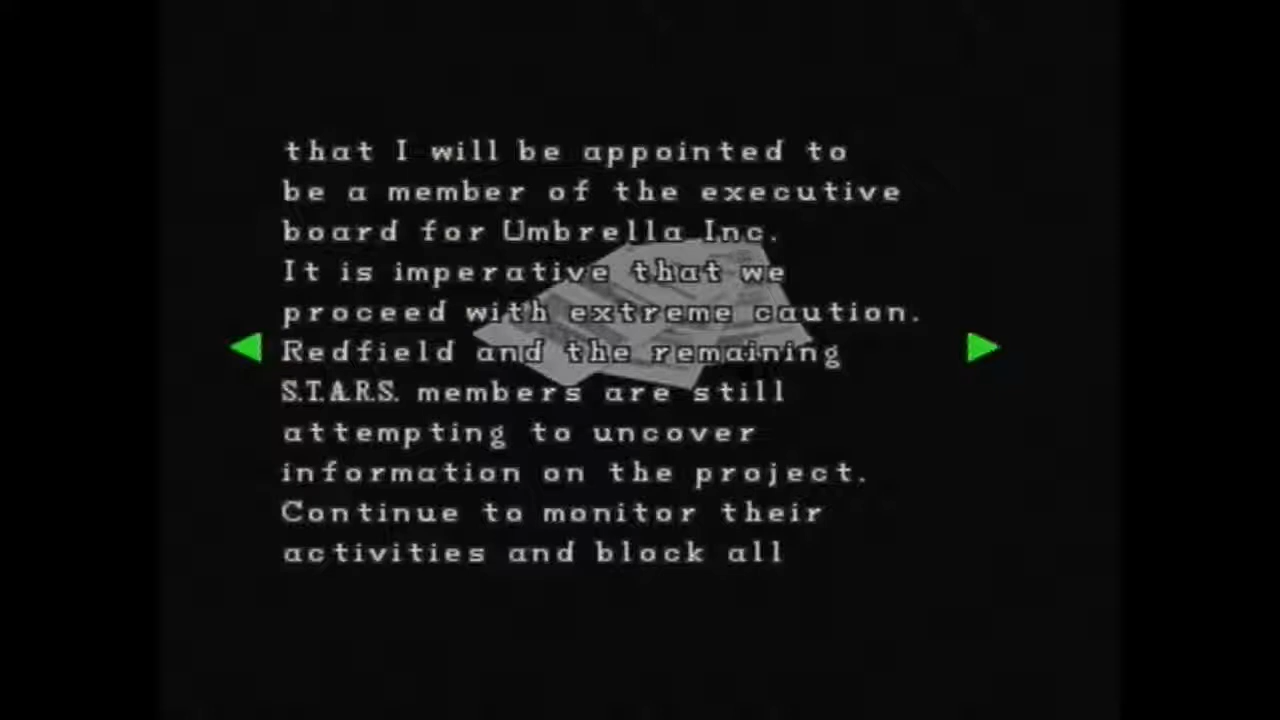 that I will be appointed to
be a member of the executive
board for Umbrella Inc.
It is imperative that we
proceed with extreme caution.
Redfield and the remaining
S.T.A.R.S. members are still
attempting to uncover
information on the project.
Continue to monitor their
activities and block all